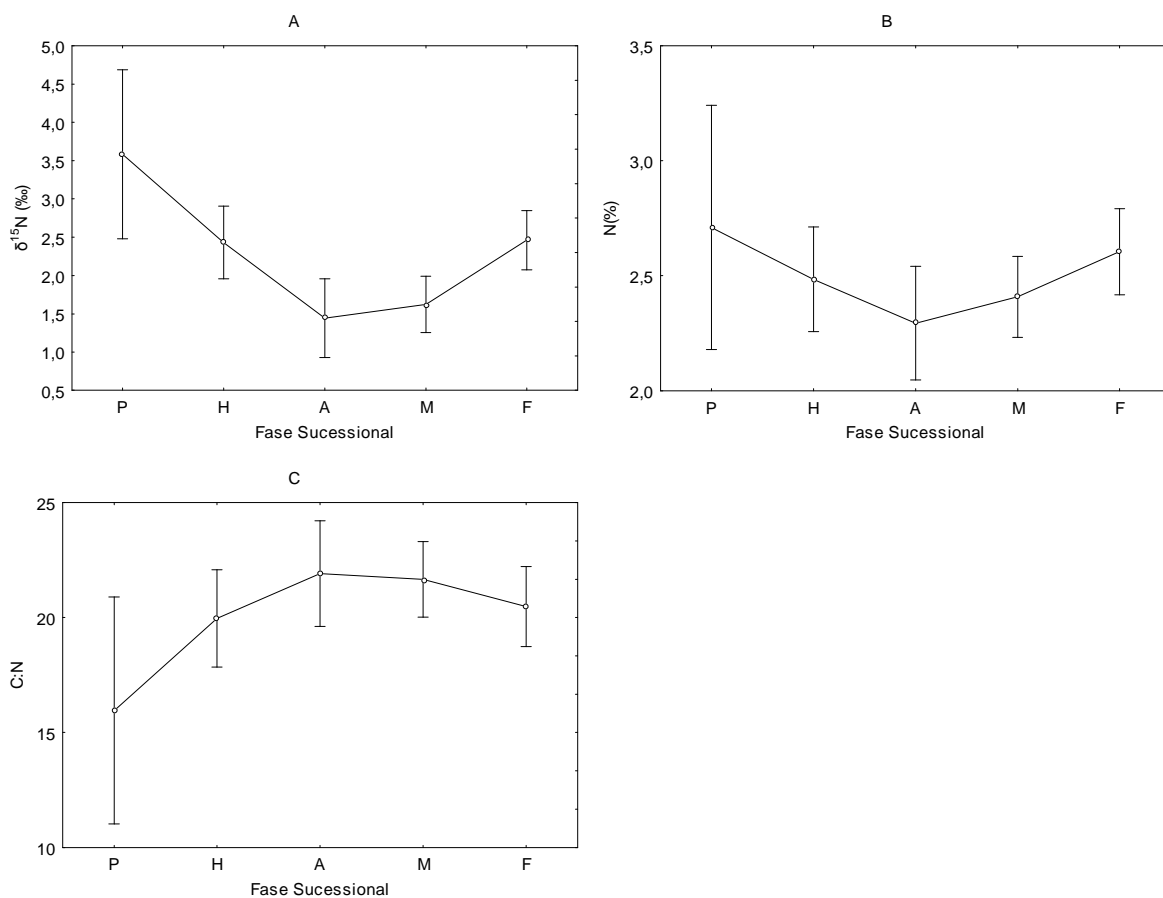 A
δ¹⁵N (‰)
5,0
4,5
4,0
3,5
3,0
2,5
2,0
1,5
1,0
0,5
P H A M F
Fase Sucessional
B
N(%)
3,5
3,0
2,5
2,0
P H A M F
Fase Sucessional
C
C:N
25
20
15
10
P H A M F
Fase Sucessional